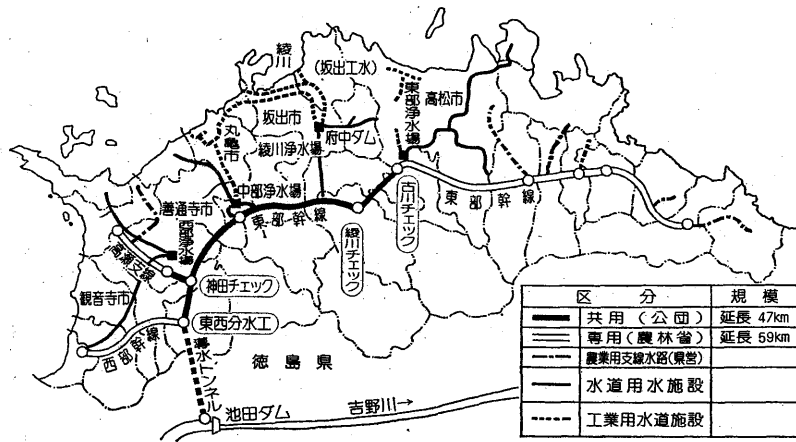 綾川
(坂出工水)
東部浄水場
高松市
坂出市
丸亀市
綾川浄水場
府中ダム
中部浄水場
古川チェック
東部幹線
善通寺市
西部浄水場
東部幹線
綾川チェック
高瀬支線
神田チェック
観音寺市
東西分水工
西部幹線
導水トンネル
徳島県
池田ダム
吉野川→
区分 規模
共用(公団) 延長 47km
専用(農林省) 延長 59km
農業用支線水路(県営)
水道用水施設
工業用水道施設